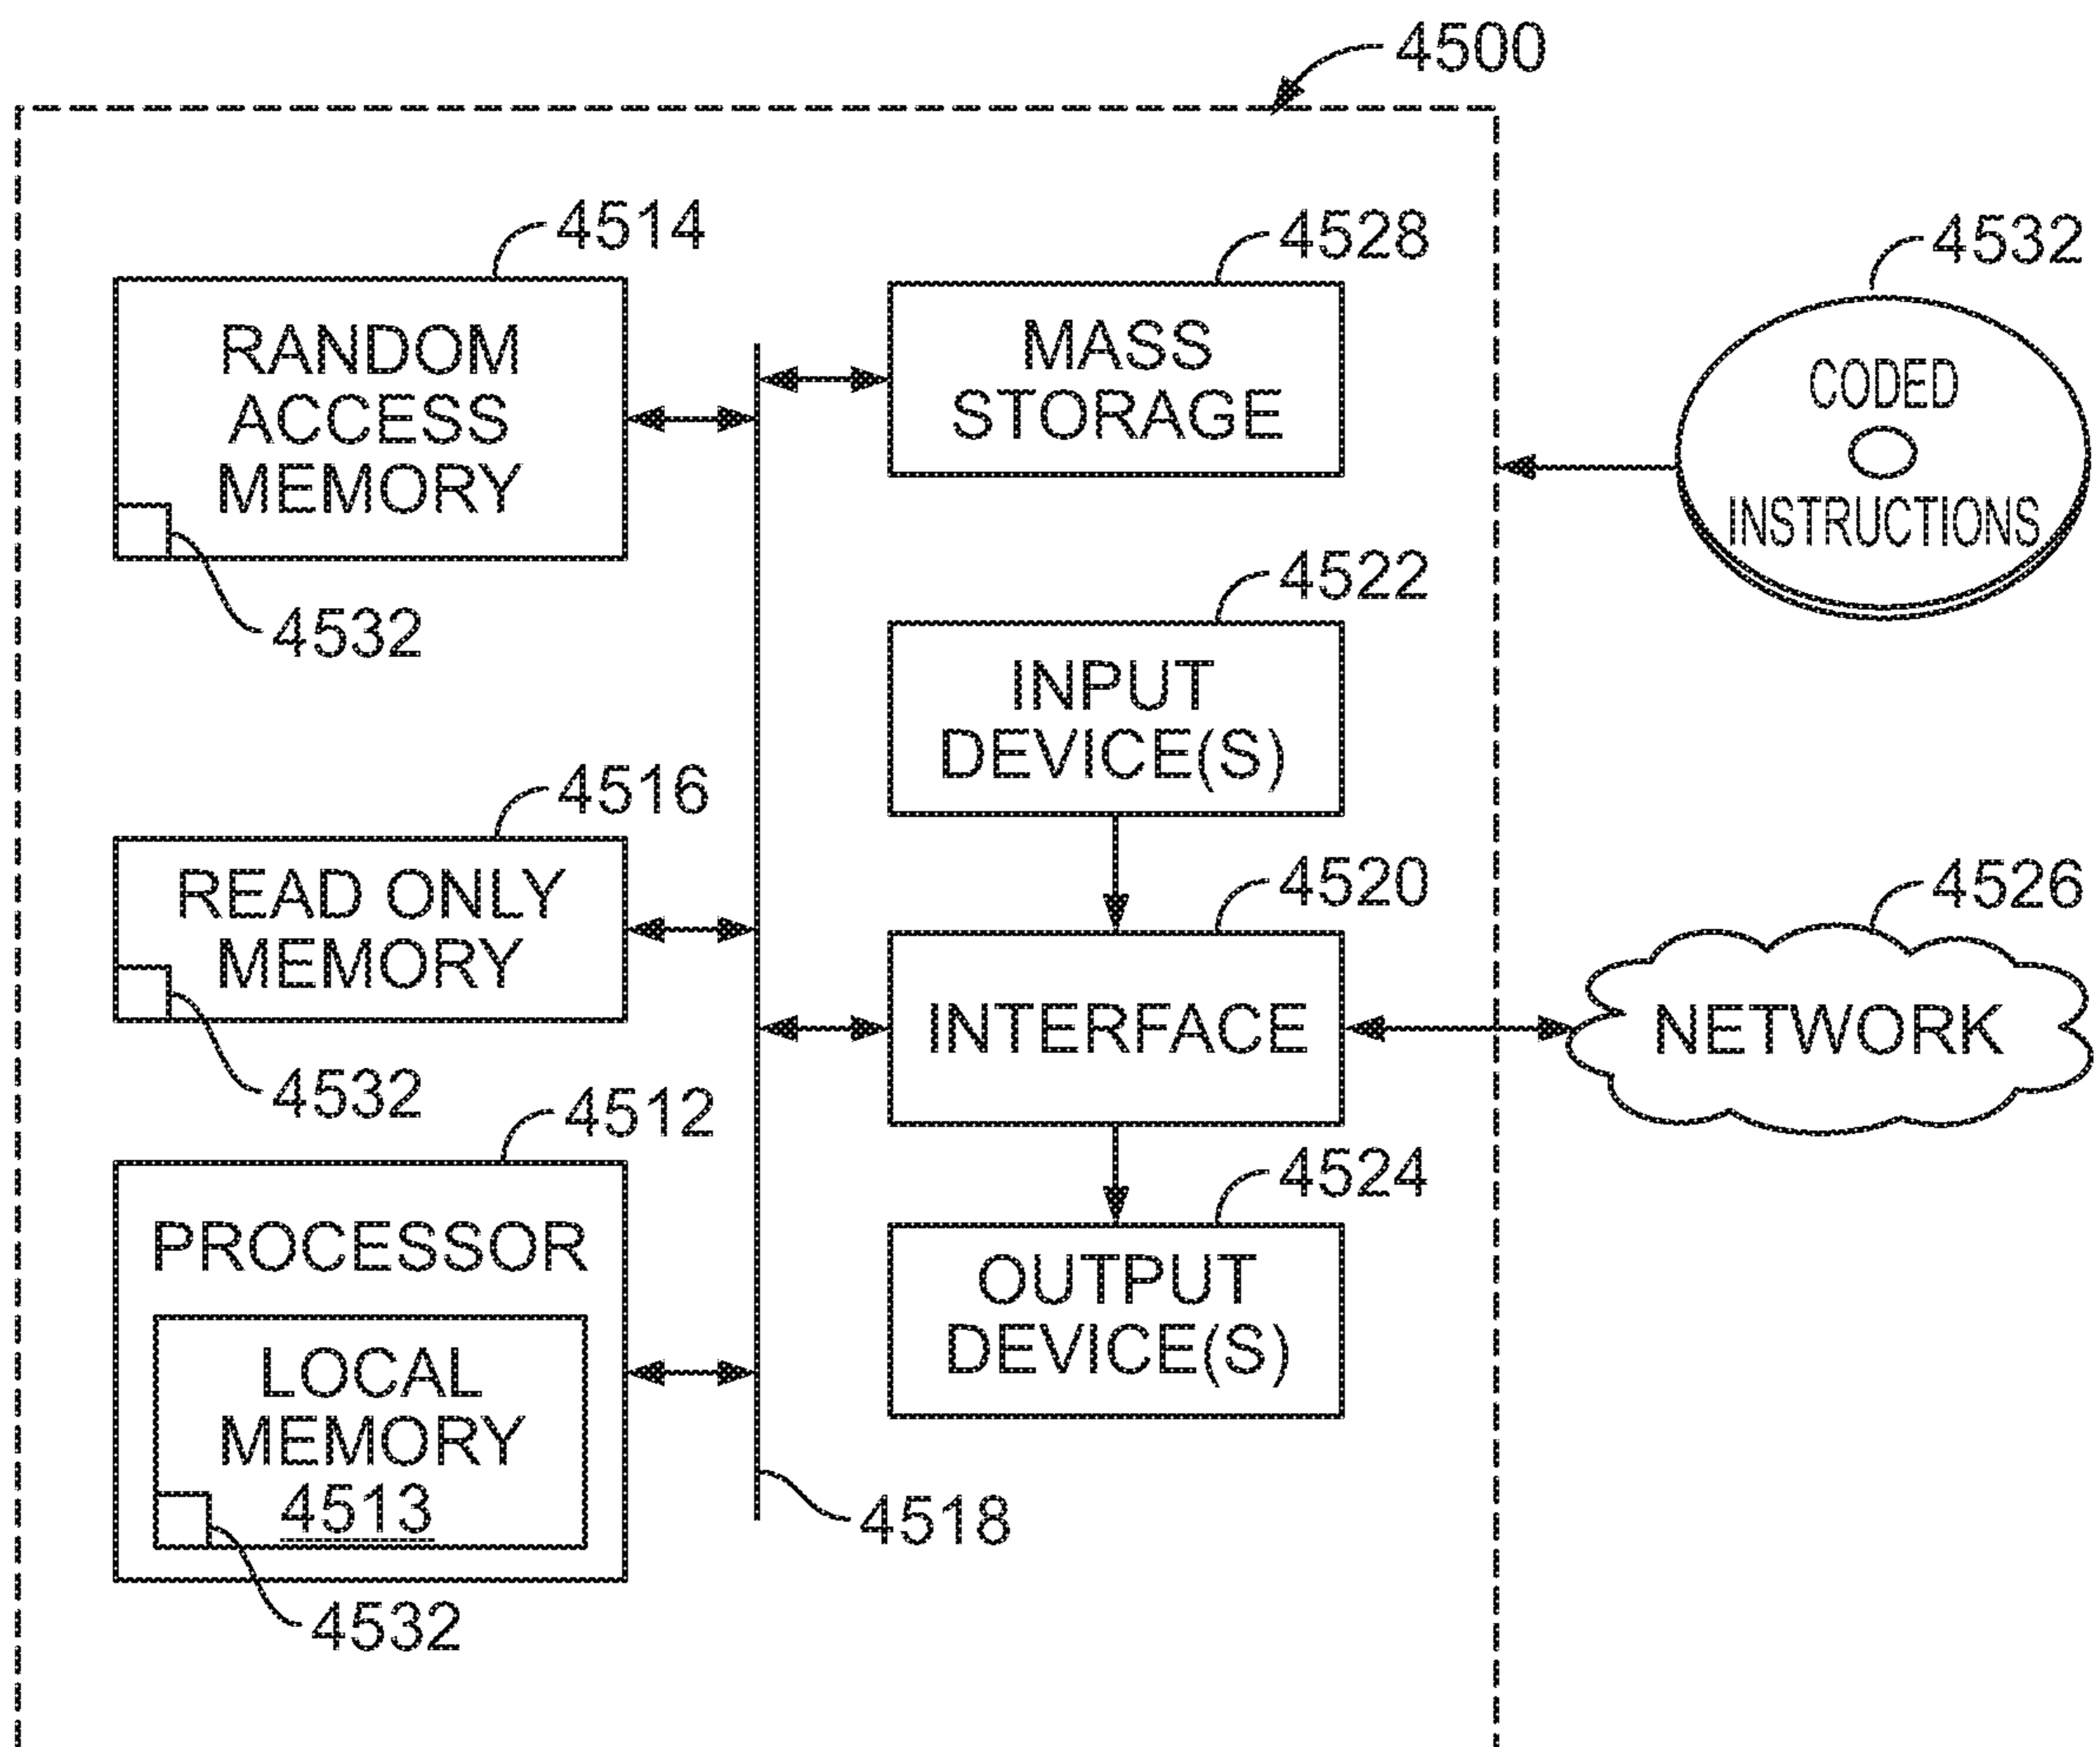 4500
4514
RANDOM
ACCESS
MEMORY
4532
4528
MASS
STORAGE
4532
CODED
INSTRUCTIONS
4522
INPUT
DEVICE(S)
4516
READ ONLY
MEMORY
4532
4520
INTERFACE
4526
NETWORK
4512
PROCESSOR
LOCAL
MEMORY
4513
4532
4524
OUTPUT
DEVICE(S)
4518